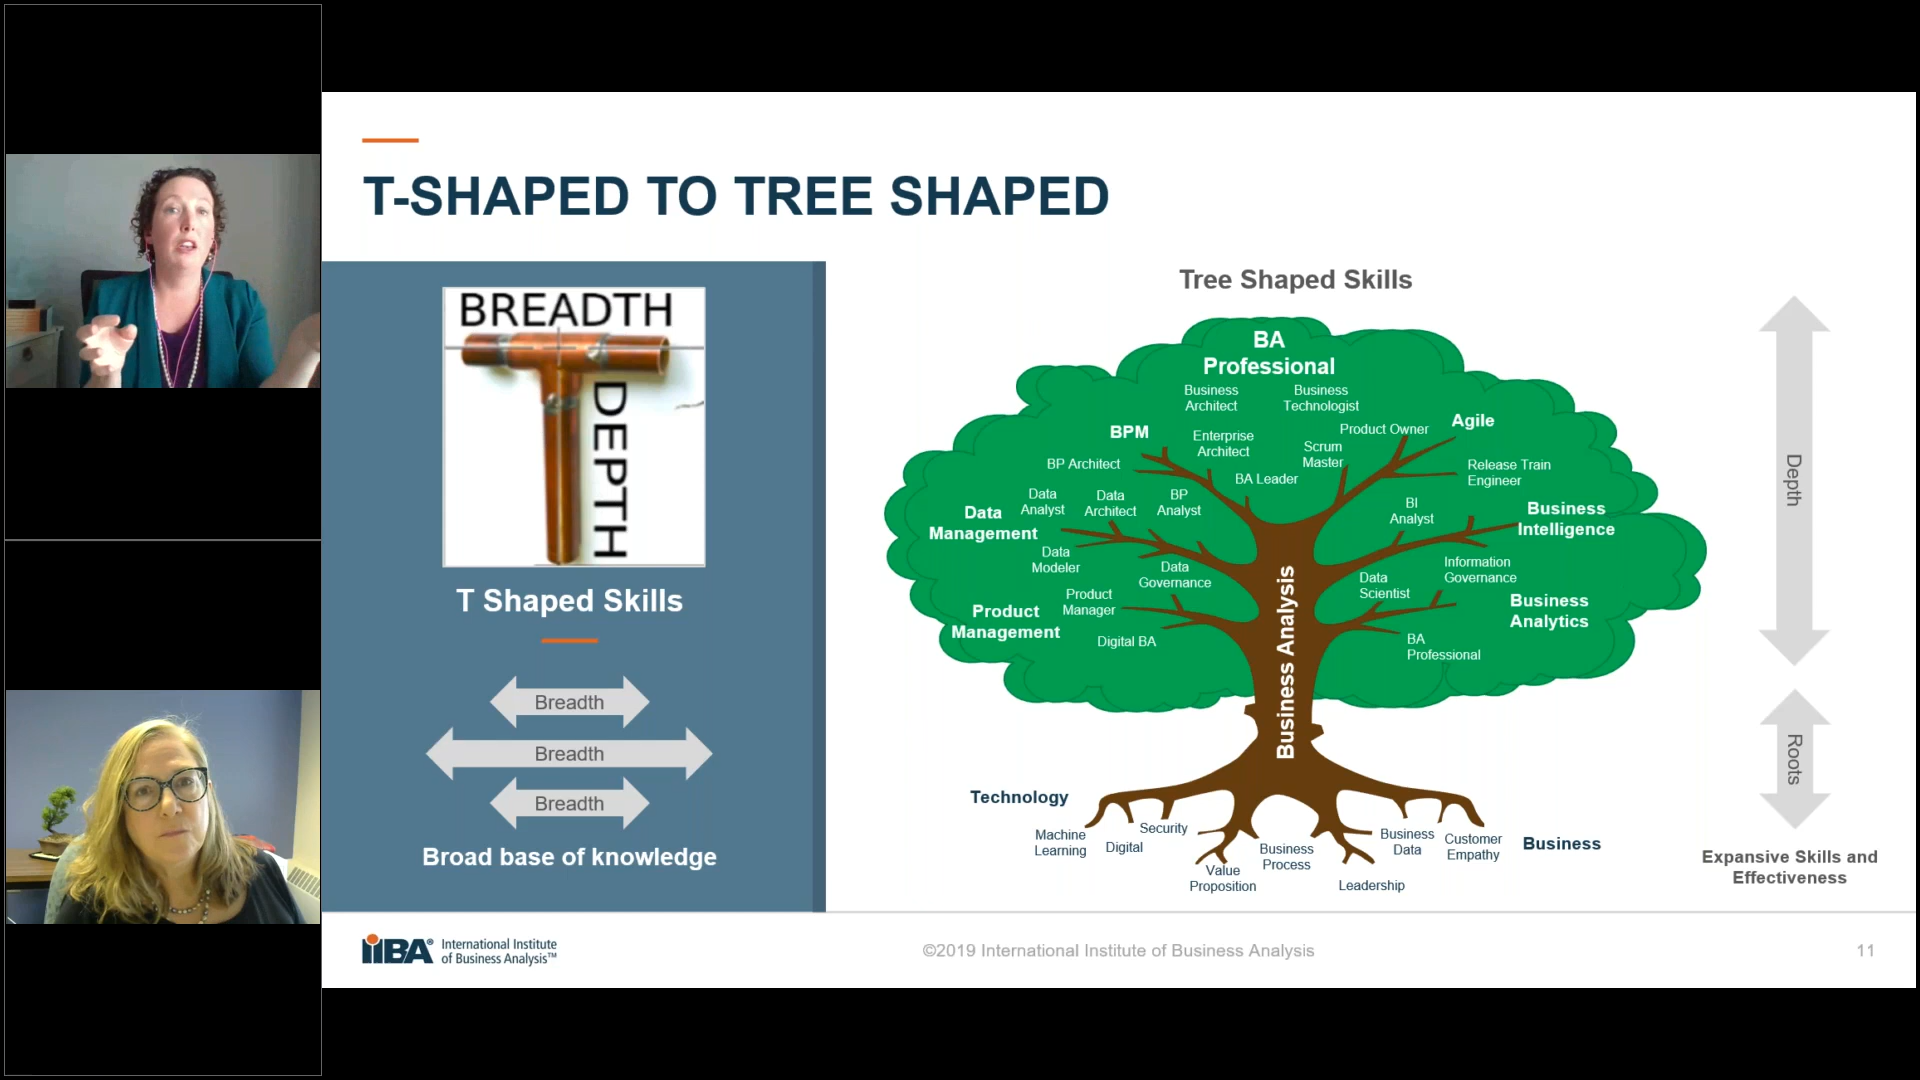 T-SHAPED TO TREE SHAPED
BREADTH
DEPTH
T Shaped Skills
Breadth
Breadth
Breadth
Broad base of knowledge
Tree Shaped Skills
BA
Professional
Business
Architect
Business
Technologist
BPM
Enterprise
Architect
Scrum
Master
Product Owner
Agile
BP Architect
BA Leader
Release Train
Engineer
Data
Management
Data
Analyst
Data
Architect
BP
Analyst
BI
Analyst
Business
Intelligence
Data
Modeler
Data
Governance
Information
Governance
Data
Scientist
Product
Management
Product
Manager
Digital BA
Business
Analytics
BA
Professional
Business Analysis
Technology
Machine
Learning
Digital
Security
Value
Proposition
Business
Process
Leadership
Business
Data
Customer
Empathy
Business
Depth
Roots
Expansive Skills and
Effectiveness
IIBA® International Institute
of Business Analysis™
©2019 International Institute of Business Analysis
11